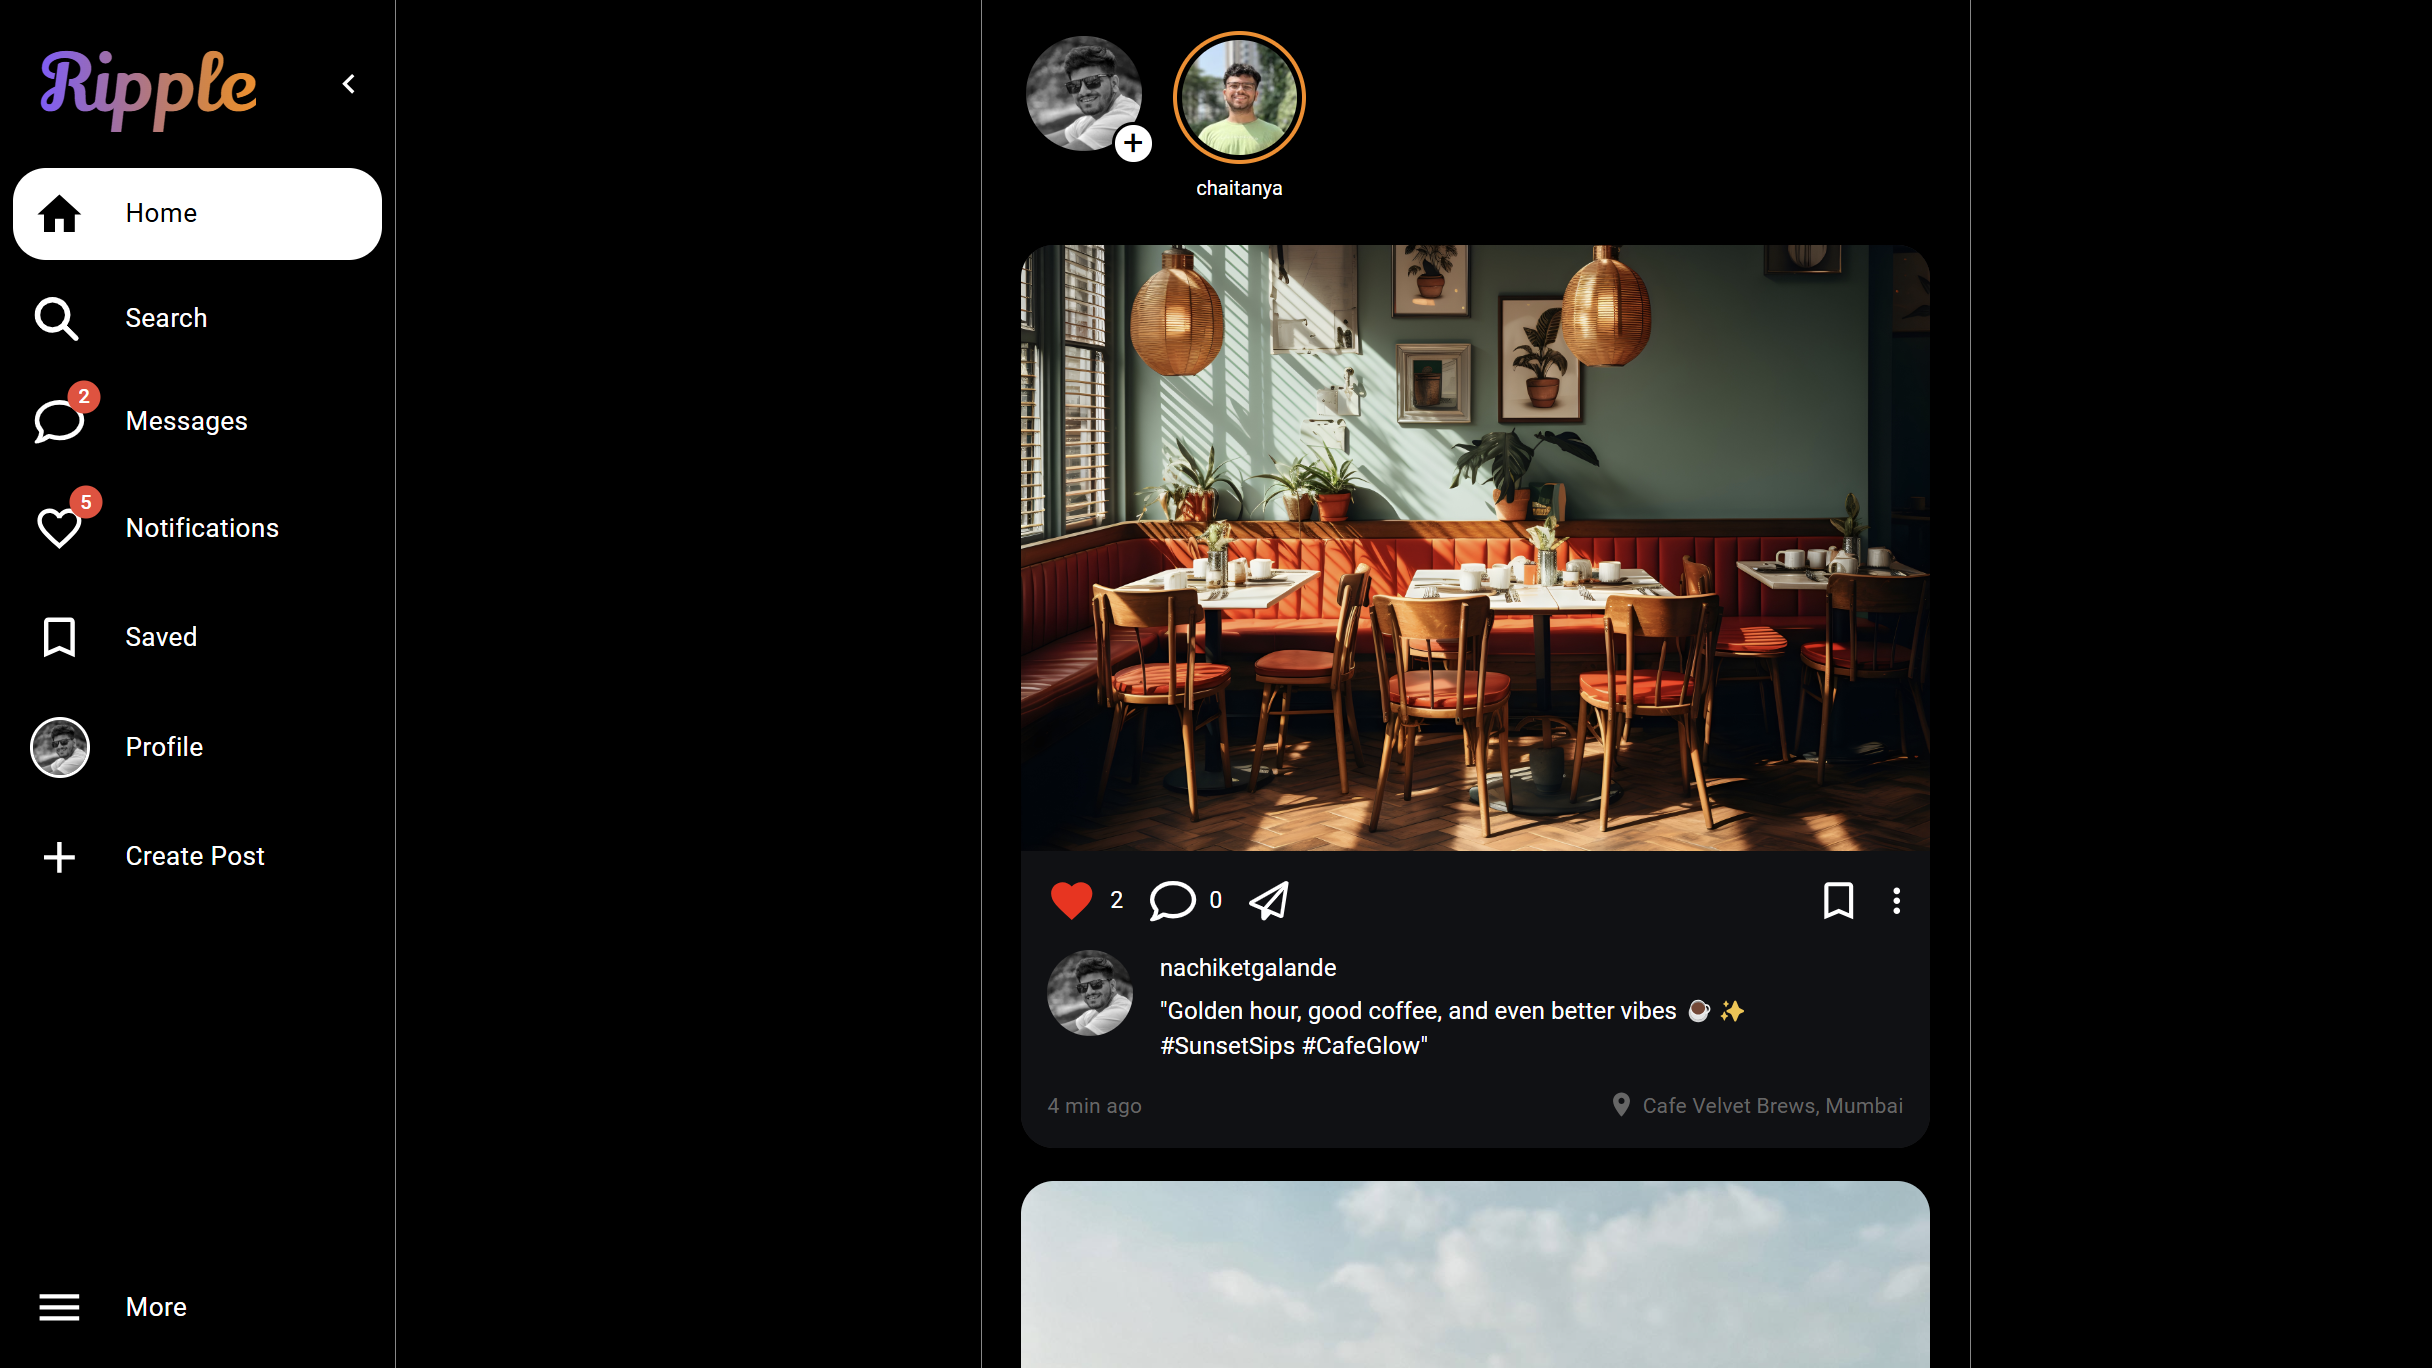 Ripple
Home
Search
2
Messages
5
Notifications
Saved
Profile
Create Post
More
chaitanya
2 0
nachiketgalande
"Golden hour, good coffee, and even better vibes ☕ ✨
#SunsetSips #CafeGlow"
4 min ago
Cafe Velvet Brews, Mumbai